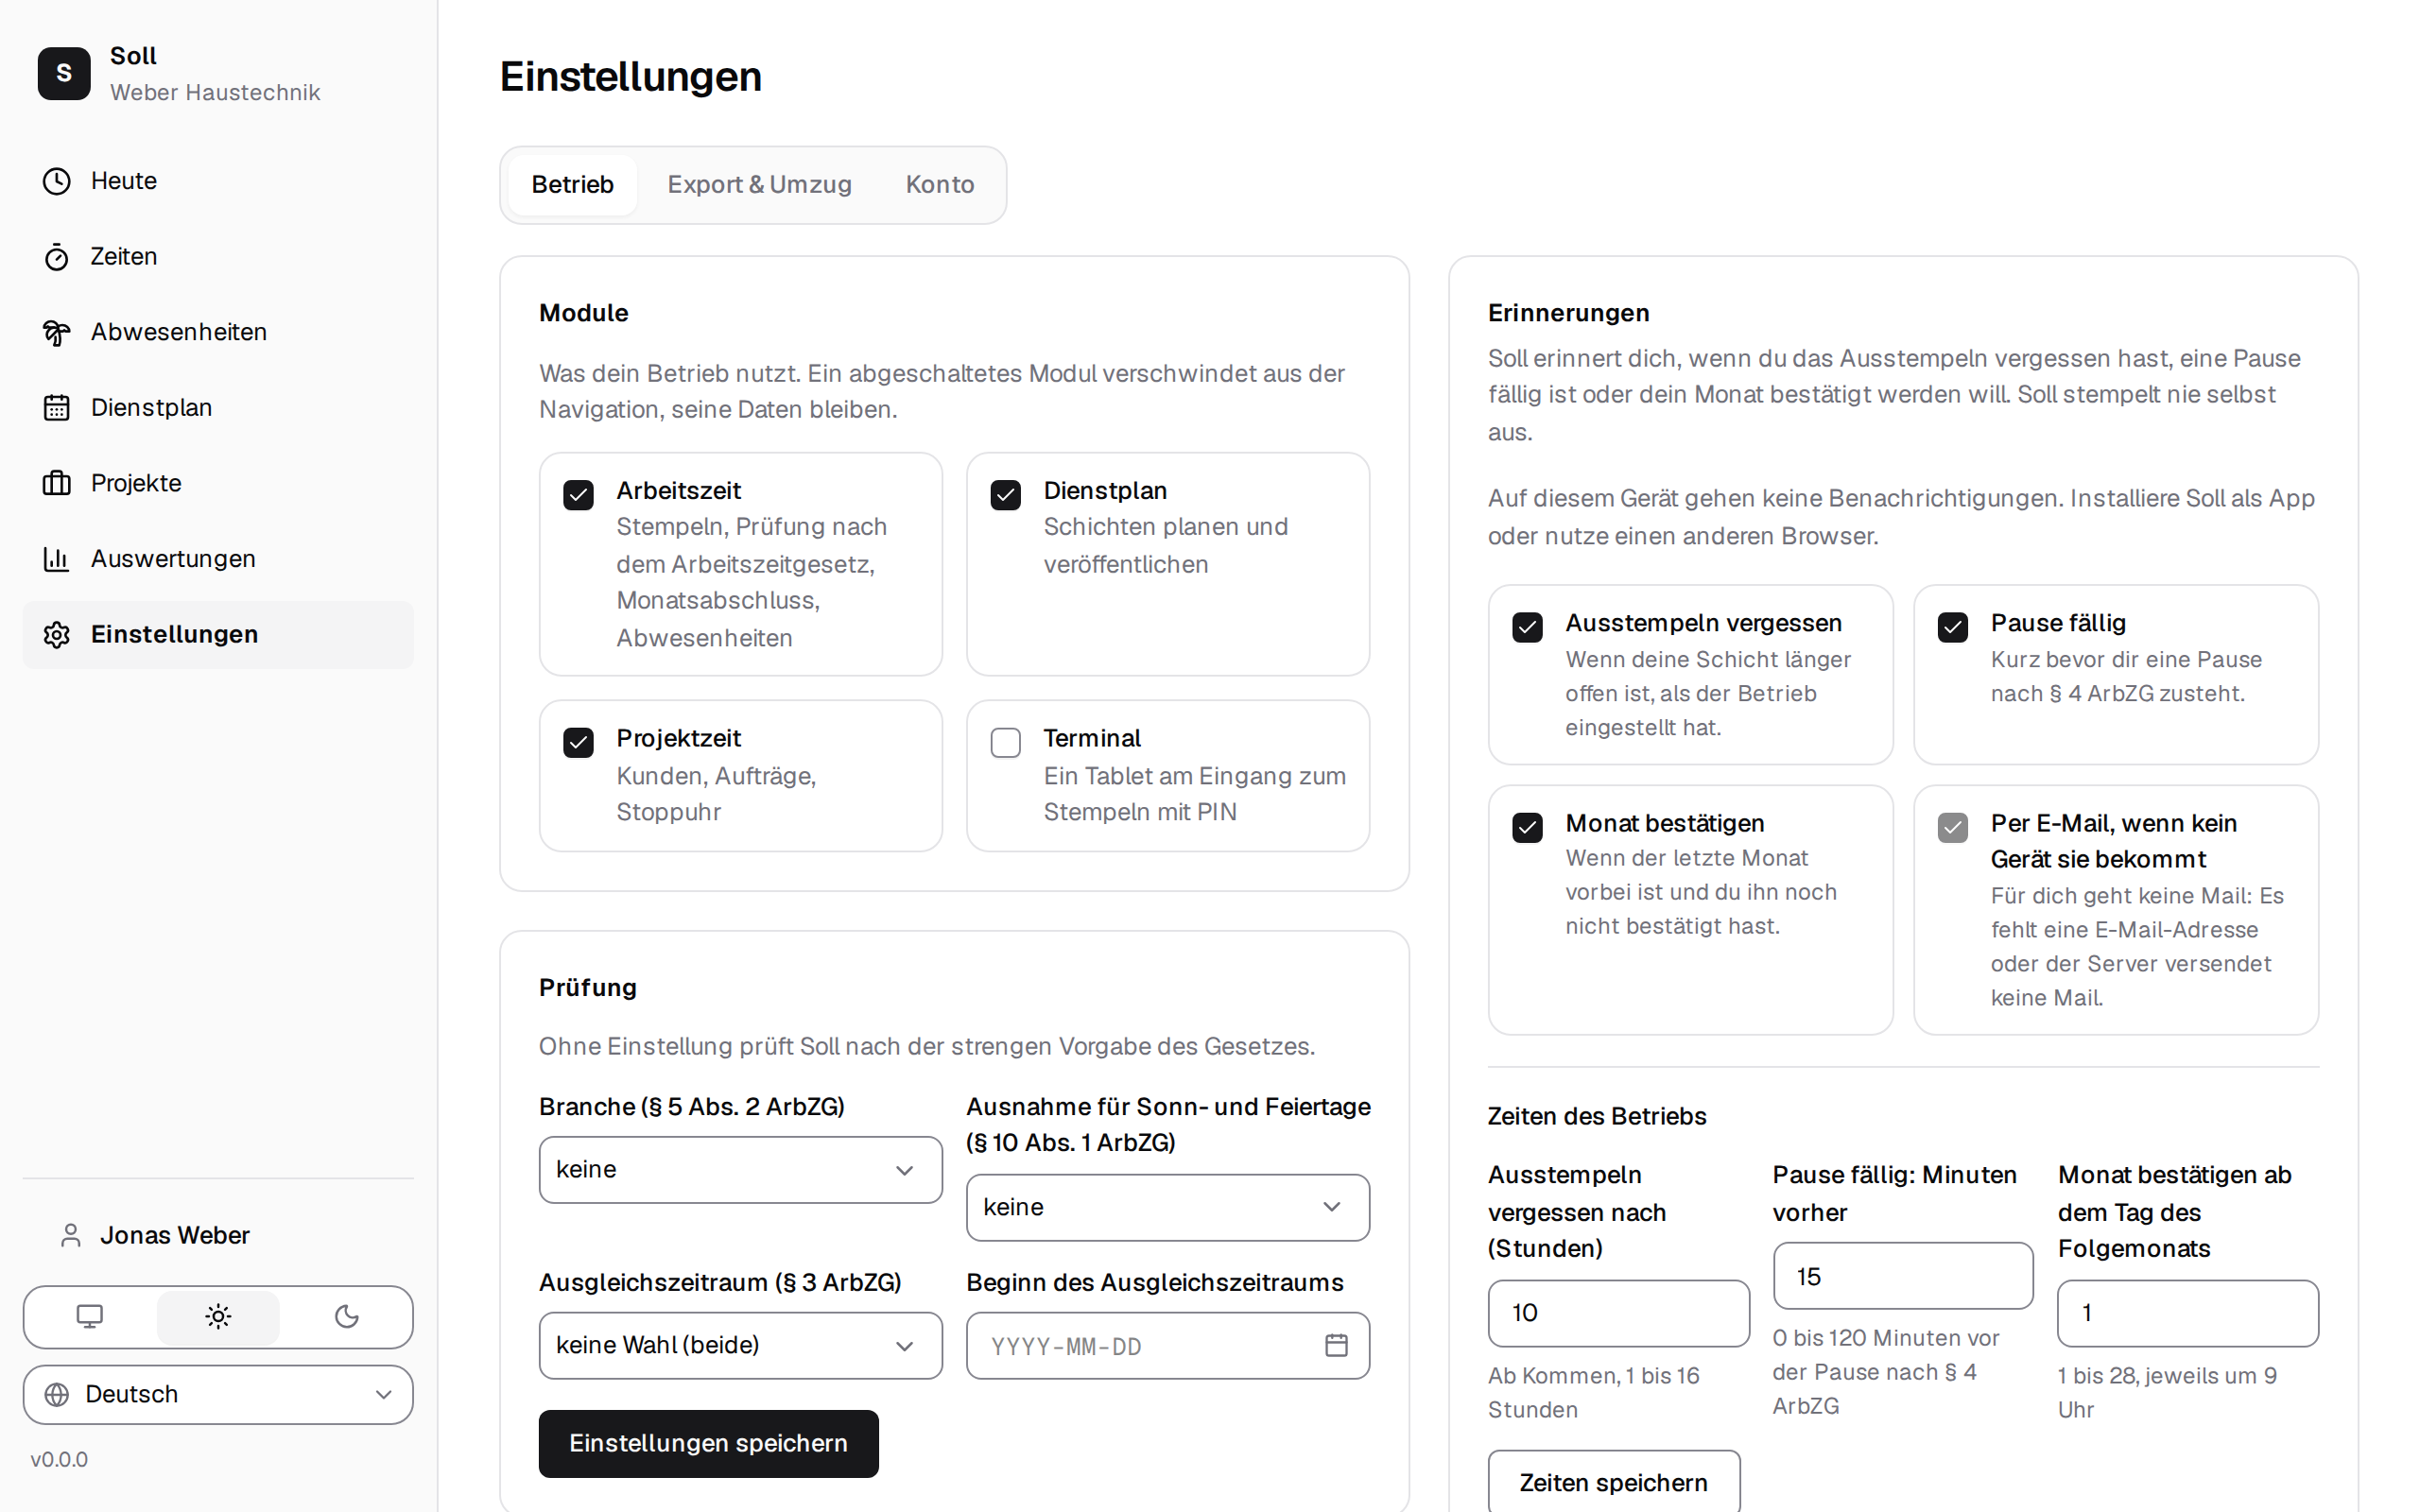 S
Soll
Weber Haustechnik
Heute
Zeiten
Abwesenheiten
Dienstplan
Projekte
Auswertungen
Einstellungen
Jonas Weber
Deutsch
v0.0.0
Einstellungen
Betrieb
Export & Umzug
Konto
Module
Was dein Betrieb nutzt. Ein abgeschaltetes Modul verschwindet aus der
Navigation, seine Daten bleiben.
Arbeitszeit
Stempeln, Prüfung nach
dem Arbeitszeitgesetz,
Monatsabschluss,
Abwesenheiten
Dienstplan
Schichten planen und
veröffentlichen
Projektzeit
Kunden, Aufträge,
Stoppuhr
Terminal
Ein Tablet am Eingang zum
Stempeln mit PIN
Prüfung
Ohne Einstellung prüft Soll nach der strengen Vorgabe des Gesetzes.
Branche (§ 5 Abs. 2 ArbZG)
keine
Ausnahme für Sonn- und Feiertage
(§ 10 Abs. 1 ArbZG)
keine
Ausgleichszeitraum (§ 3 ArbZG)
keine Wahl (beide)
Beginn des Ausgleichszeitraums
YYYY-MM-DD
Einstellungen speichern
Erinnerungen
Soll erinnert dich, wenn du das Ausstempeln vergessen hast, eine Pause
fällig ist oder dein Monat bestätigt werden will. Soll stempelt nie selbst
aus.
Auf diesem Gerät gehen keine Benachrichtigungen. Installiere Soll als App
oder nutze einen anderen Browser.
Ausstempeln vergessen
Wenn deine Schicht länger
offen ist, als der Betrieb
eingestellt hat.
Pause fällig
Kurz bevor dir eine Pause
nach § 4 ArbZG zusteht.
Monat bestätigen
Wenn der letzte Monat
vorbei ist und du ihn noch
nicht bestätigt hast.
Per E-Mail, wenn kein
Gerät sie bekommt
Für dich geht keine Mail: Es
fehlt eine E-Mail-Adresse
oder der Server versendet
keine Mail.
Zeiten des Betriebs
Ausstempeln
vergessen nach
(Stunden)
10
Ab Kommen, 1 bis 16
Stunden
Pause fällig: Minuten
vorher
15
0 bis 120 Minuten vor
der Pause nach § 4
ArbZG
Monat bestätigen ab
dem Tag des
Folgemonats
1
1 bis 28, jeweils um 9
Uhr
Zeiten speichern